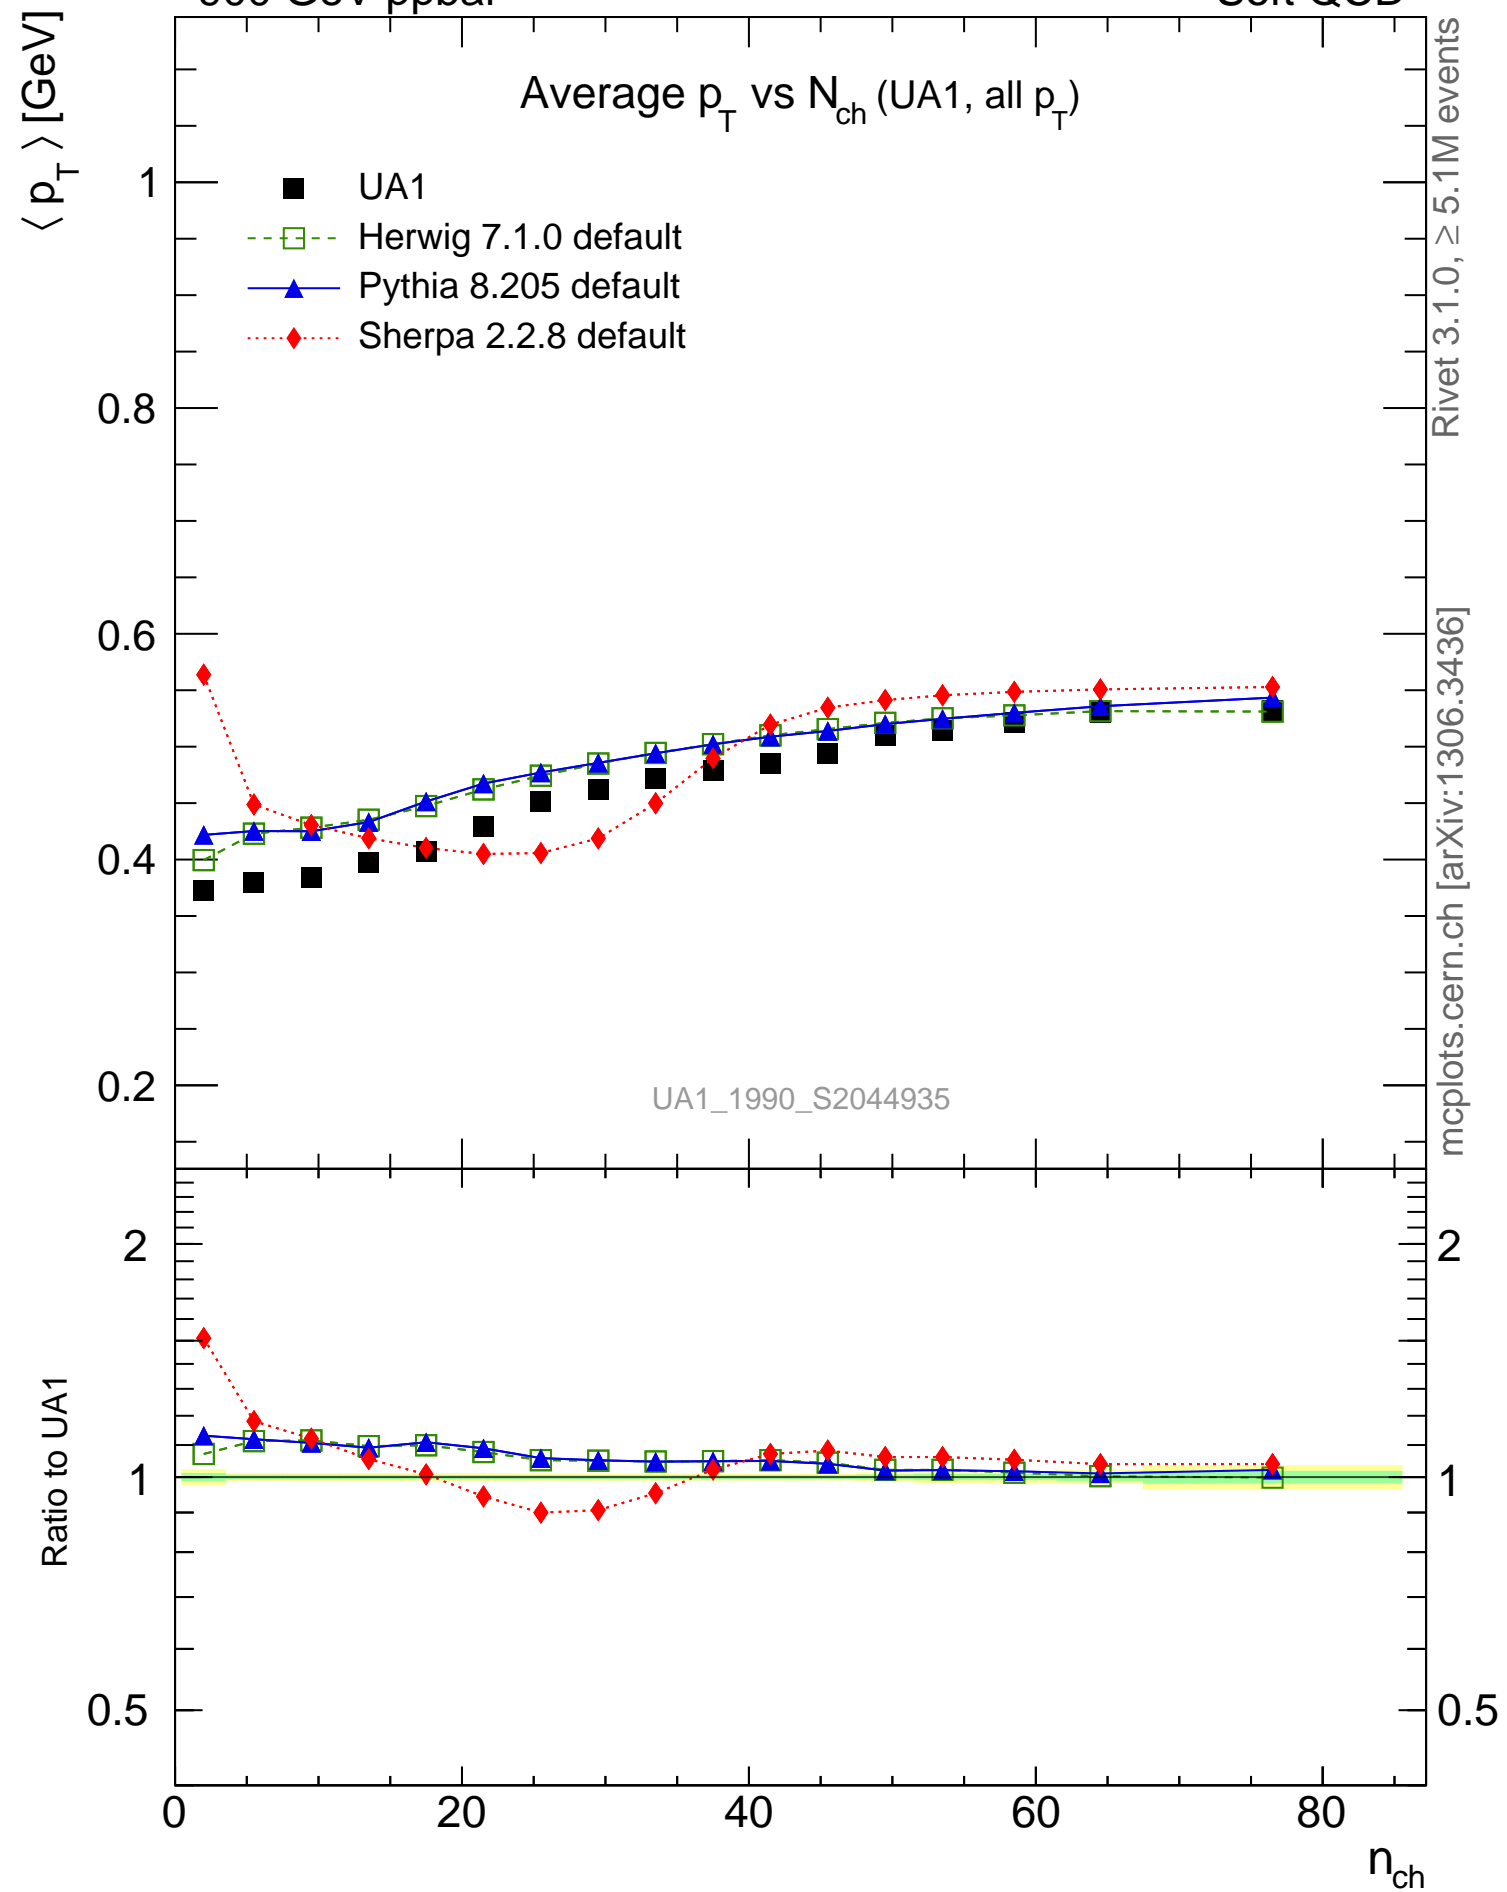 ⟨ p_T ⟩ [GeV]
Average p_T vs N_ch (UA1, all p_T)
UA1
Herwig 7.1.0 default
Pythia 8.205 default
Sherpa 2.2.8 default
1
0.8
0.6
0.4
0.2
UA1_1990_S2044935
Rivet 3.1.0, ≥ 5.1M events
mcplots.cern.ch [arXiv:1306.3436]
Ratio to UA1
2
1
0.5
2
1
0.5
0 20 40 60 80
n_ch